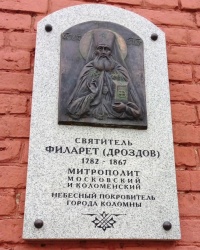 СВЯТИТЕЛЬ
ФИЛАРЕТ (ДРОЗДОВ)
1782 - 1867
МИТРОПОЛИТ
МОСКОВСКИЙ
И КОЛОМЕНСКИЙ
НЕБЕСНЫЙ ПОКРОВИТЕЛЬ
ГОРОДА КОЛОМНЫ